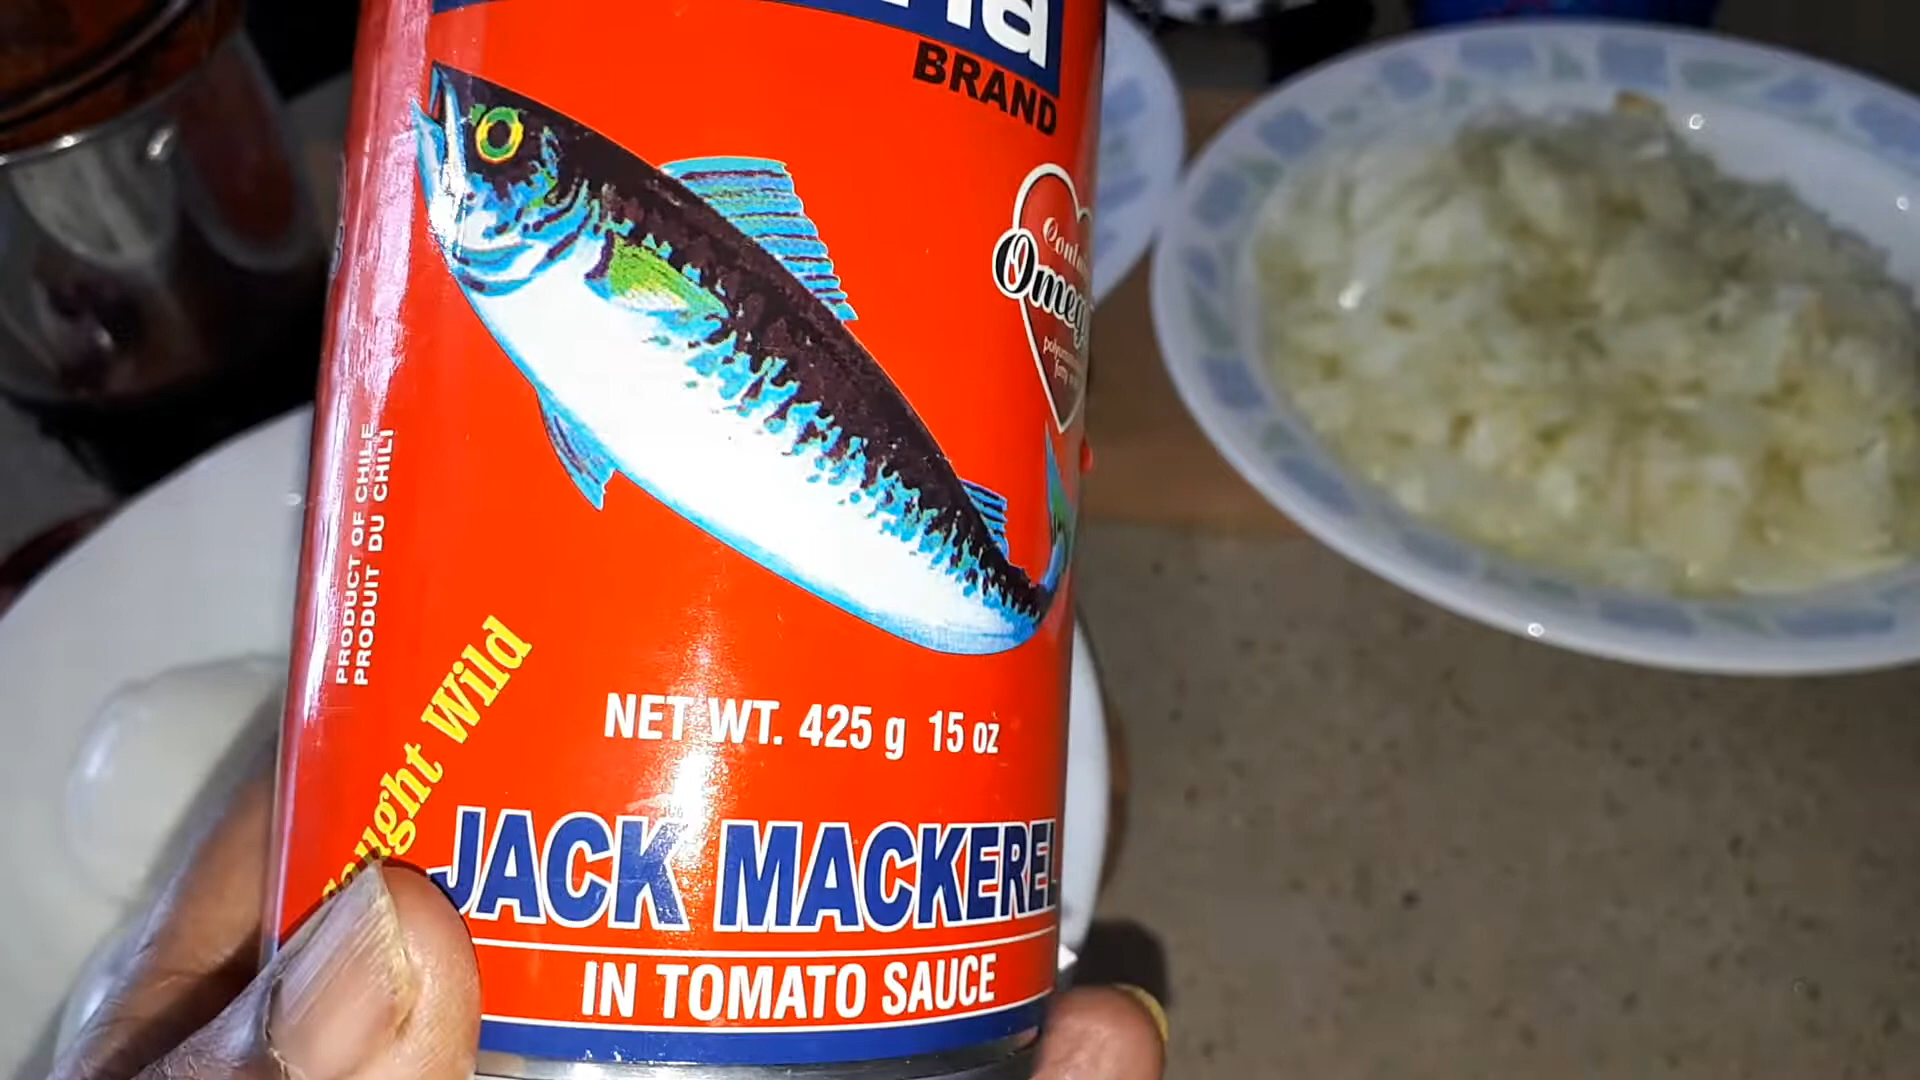 BRAND
PRODUCT OF CHILE
PRODUIT DU CHILI
Wild
NET WT. 425 g 15 oz
JACK MACKEREL
IN TOMATO SAUCE